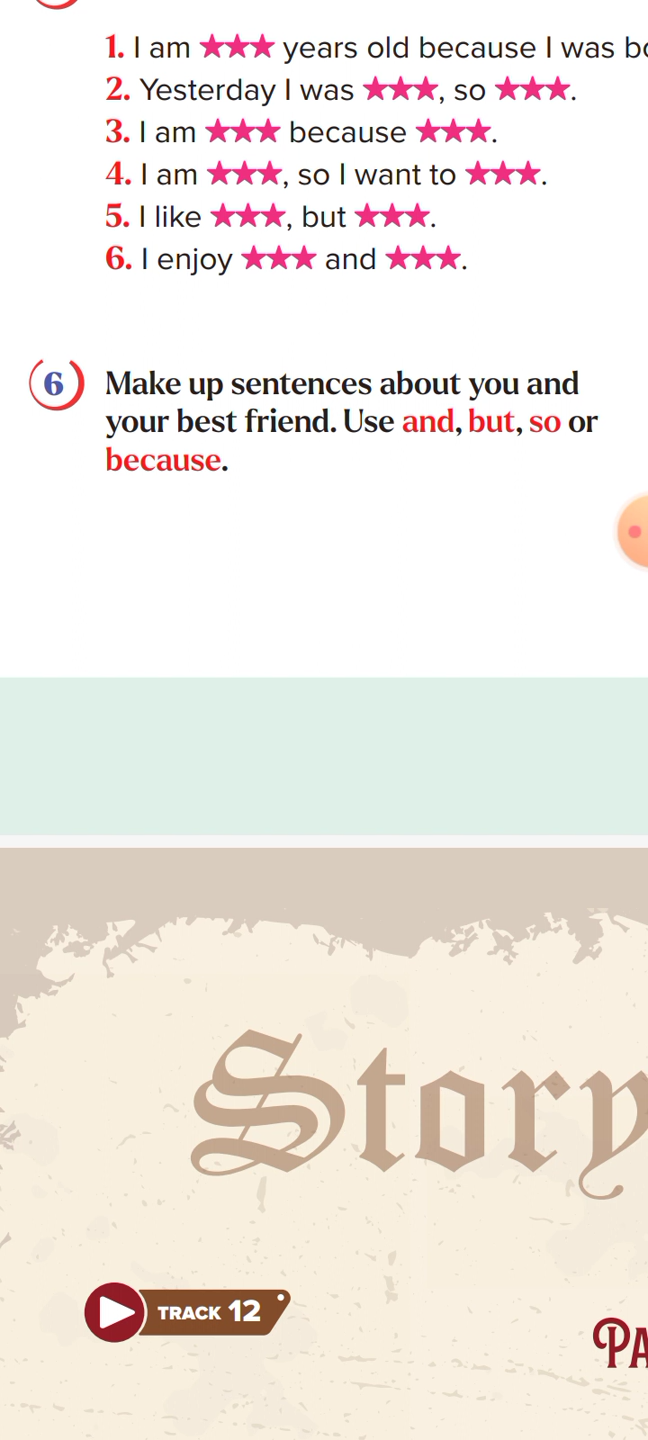 1. I am ★★★ years old because I was
2. Yesterday I was ★★★, so ★★★.
3. I am ★★★ because ★★★.
4. I am ★★★, so I want to ★★★.
5. I like ★★★, but ★★★.
6. I enjoy ★★★ and ★★★.
6 Make up sentences about you and
your best friend. Use and, but, so or
because.
Story
TRACK 12